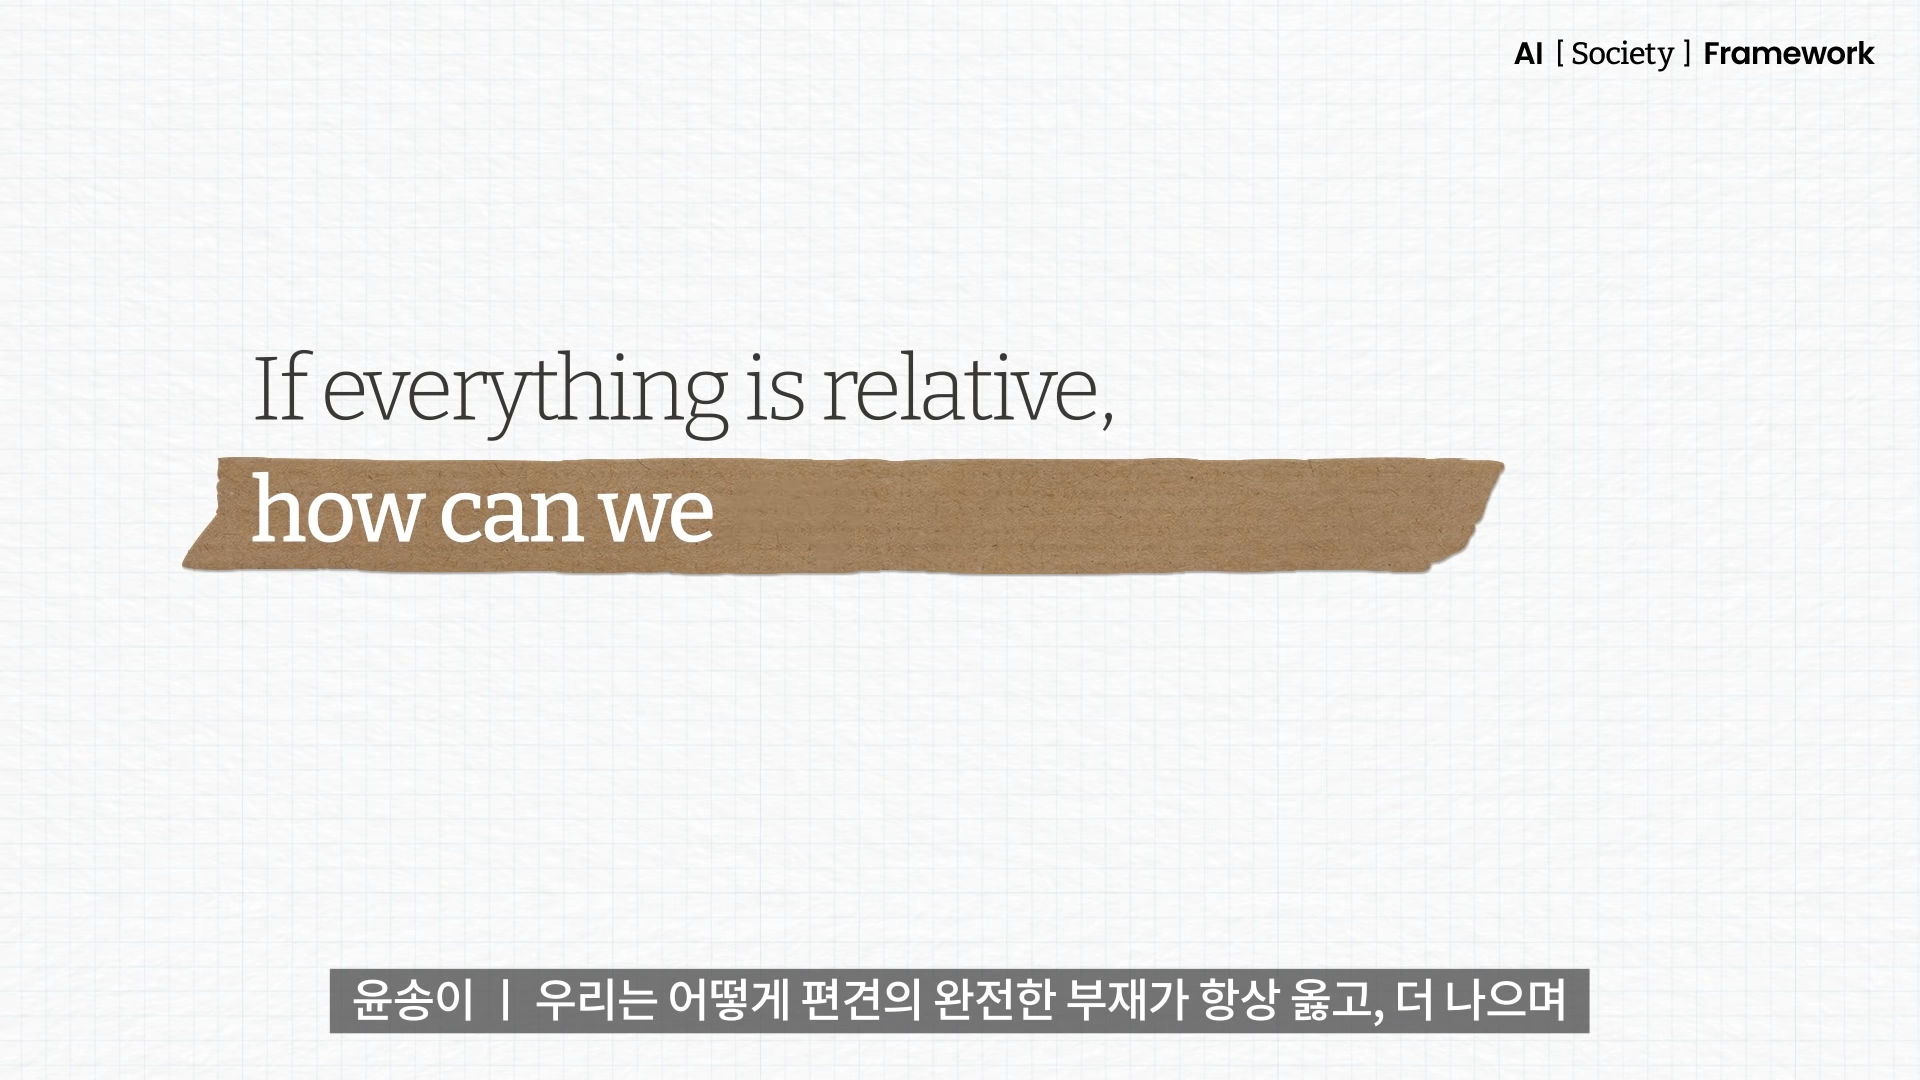 AI [ Society ] Framework
If everything is relative,
how can we
윤송이 ㅣ 우리는 어떻게 편견의 완전한 부재가 항상 옳고, 더 나으며